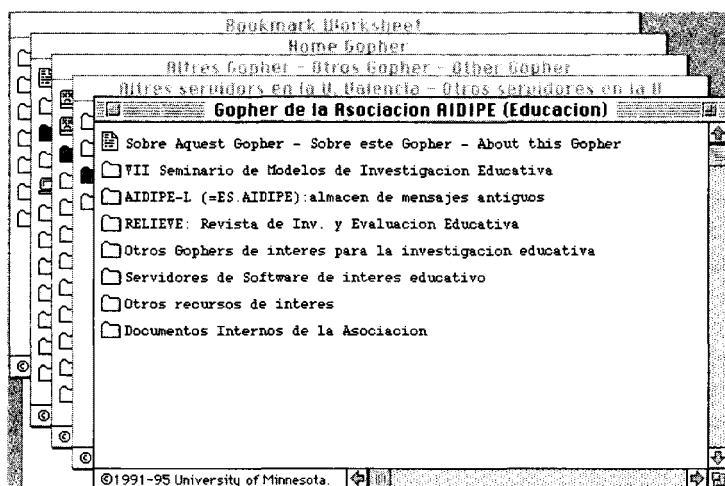 Bookmark Worksheet
Home Gopher
Altres Gopher - Otros Gopher - Other Gopher
Altres servidors en la U. Valencia - Otros servidores en la U
Gopher de la Asociacion AIDIPE (Educacion)
Sobre Aquest Gopher - Sobre este Gopher - About this Gopher
VII Seminario de Modelos de Investigacion Educativa
AIDIPE-L (=ES.AIDIPE):almacen de mensajes antiguos
RELIEVE: Revista de Inv. y Evaluacion Educativa
Otros Gophers de interes para la investigacion educativa
Servidores de Software de interes educativo
Otros recursos de interes
Documentos Internos de la Asociacion
©
©
©
©
©1991-95 University of Minnesota.